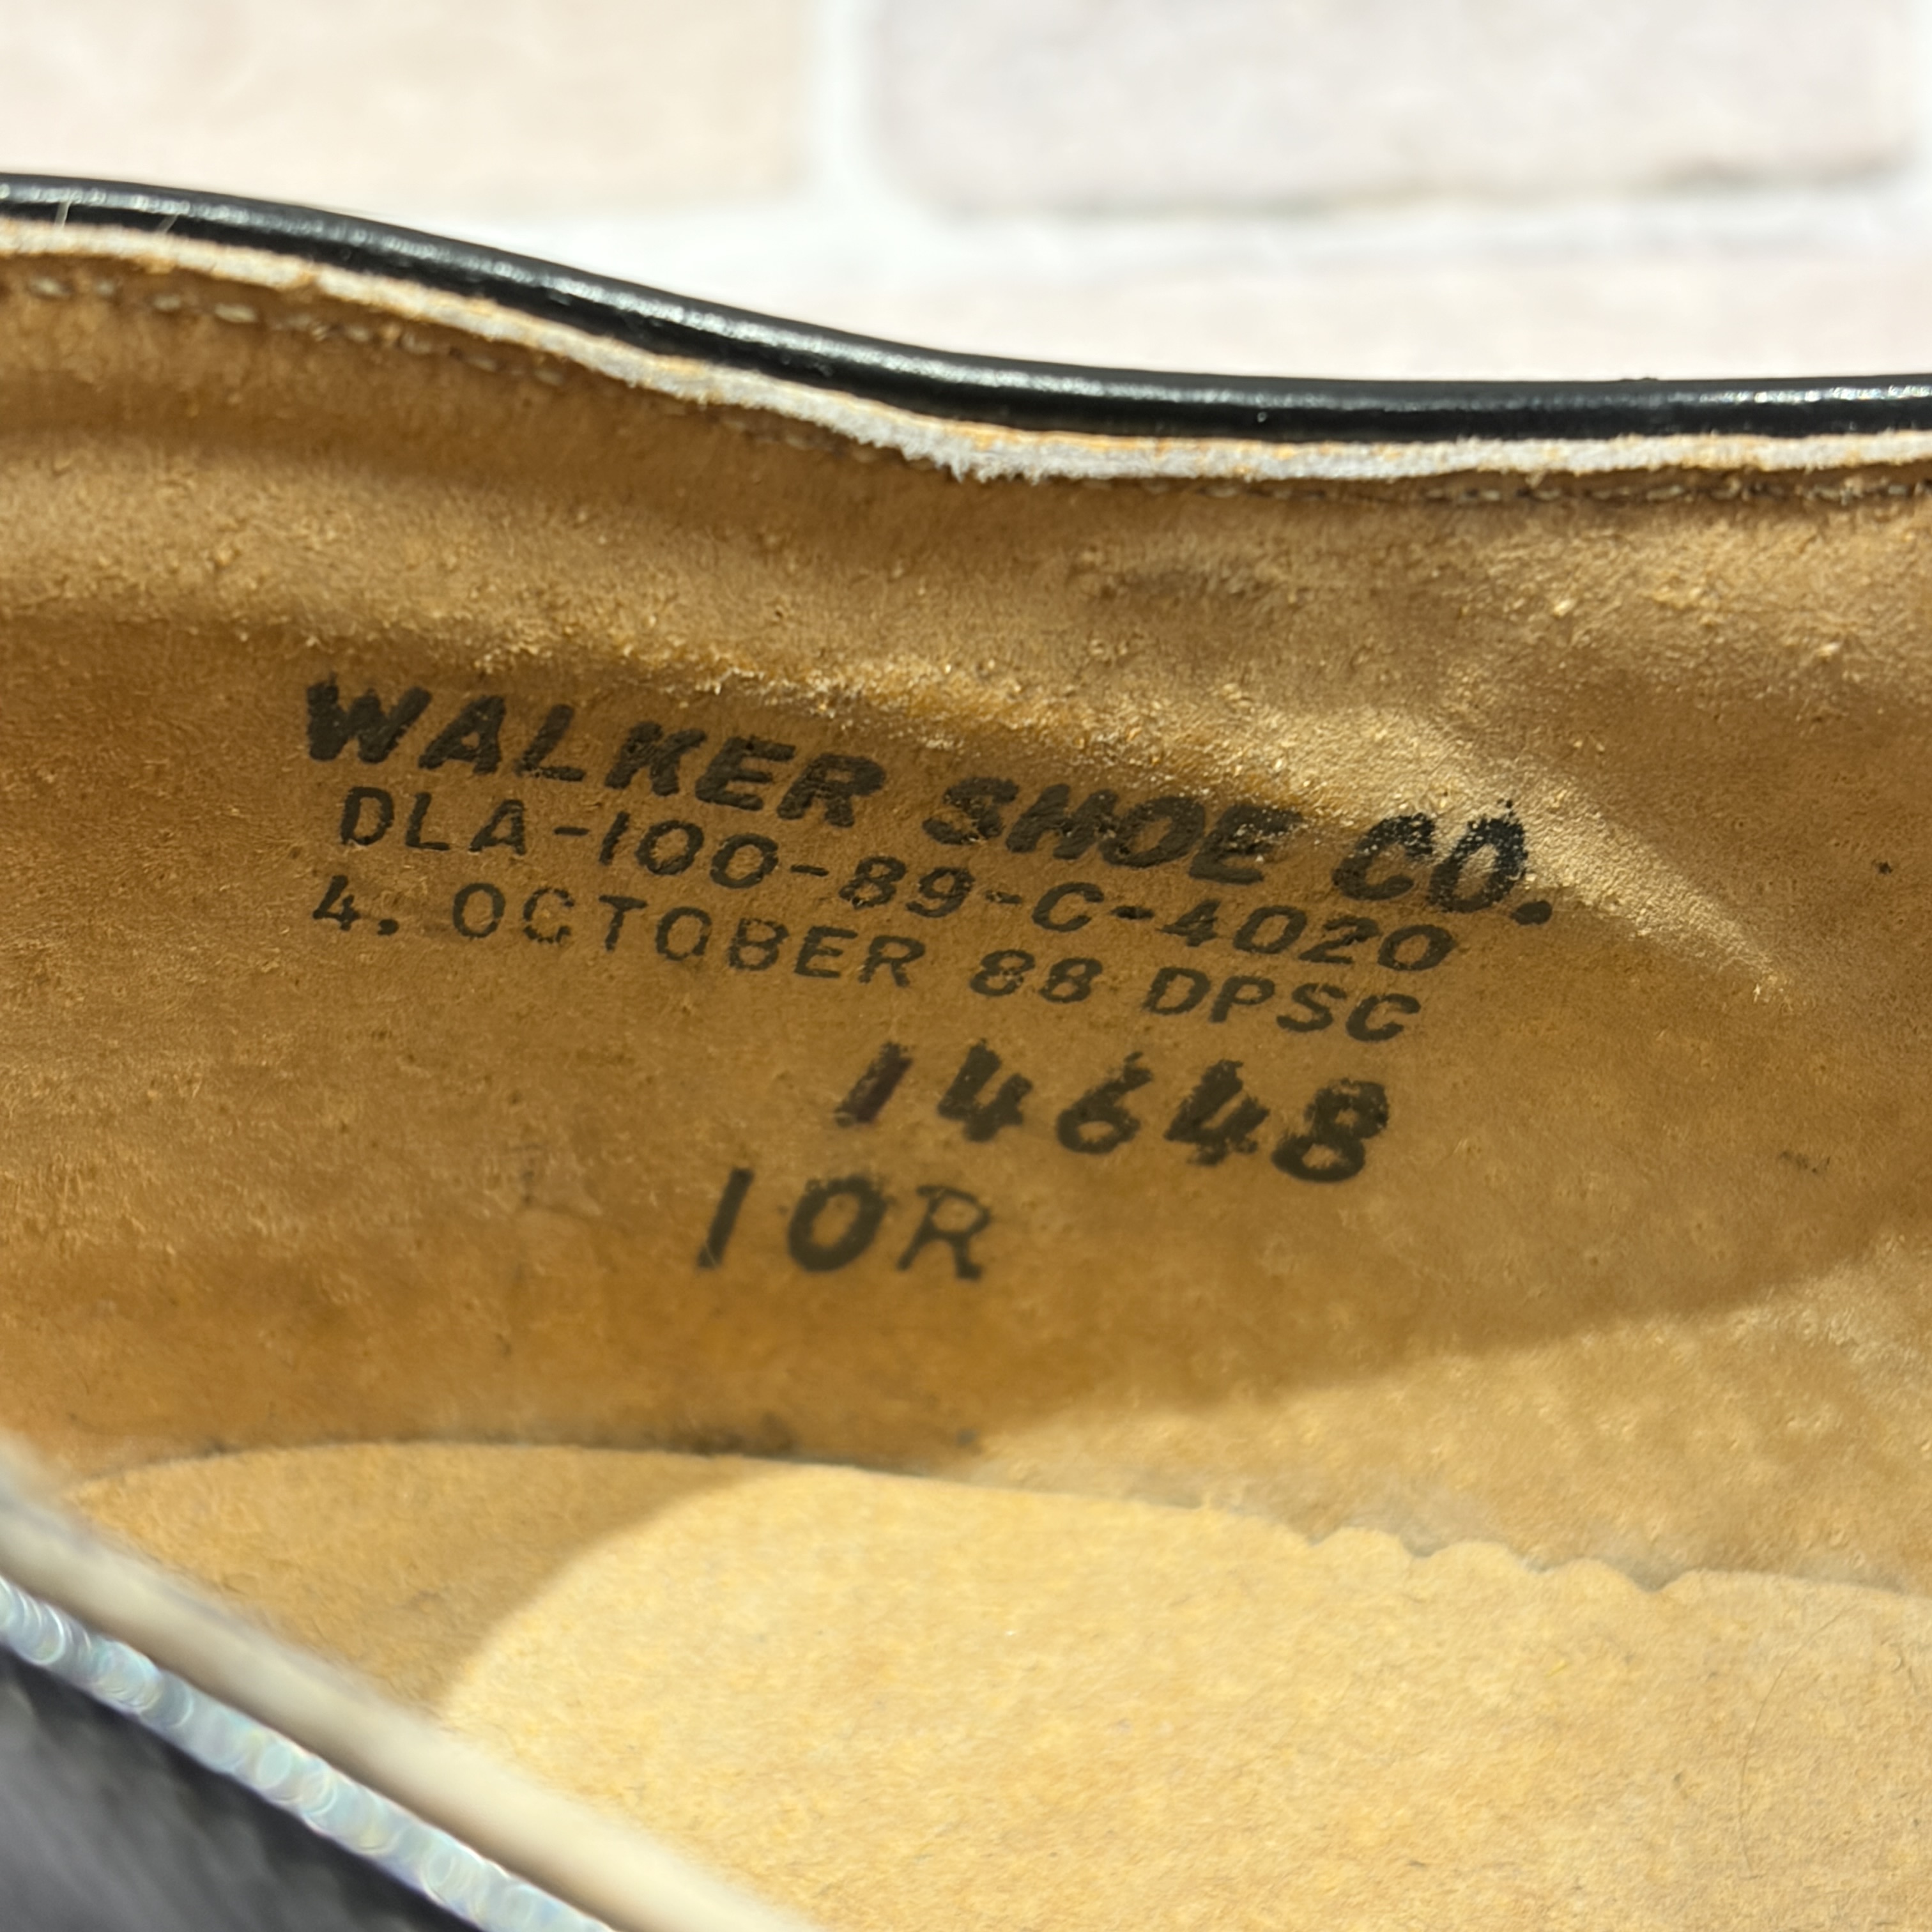 WALKER SHOE CO.
DLA-100-89-C-4020
4. OCTOBER 88 DPSC
14648
10R